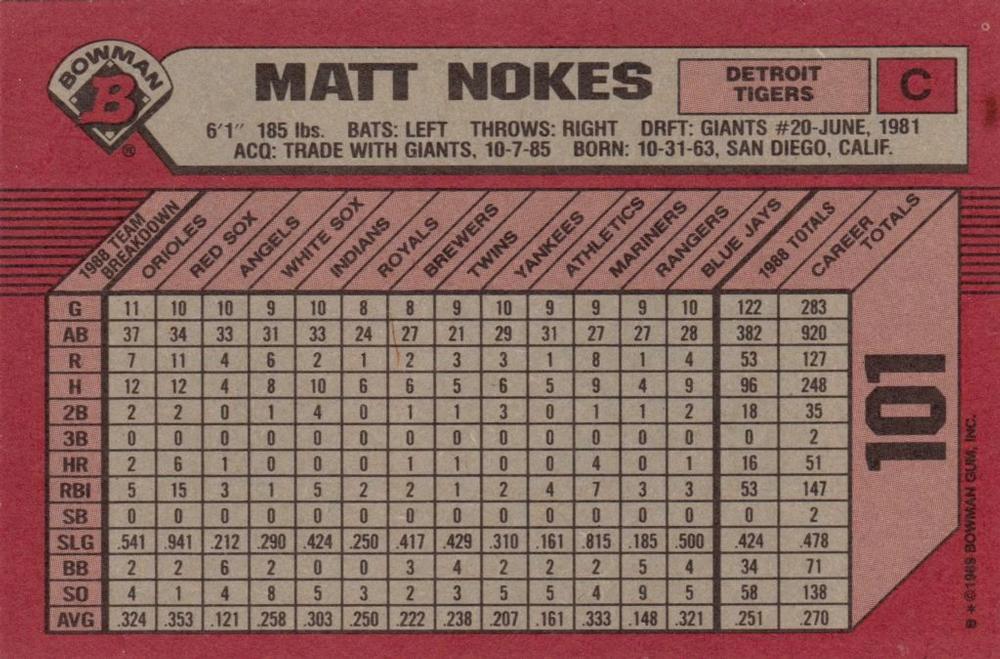 BOWMAN
B
®
MATT NOKES
DETROIT
TIGERS
C
6'1" 185 lbs. BATS: LEFT THROWS: RIGHT DRFT: GIANTS #20-JUNE, 1981
ACQ: TRADE WITH GIANTS, 10-7-85 BORN: 10-31-63, SAN DIEGO, CALIF.
1988 TEAM BREAKDOWN ORIOLES RED SOX ANGELS WHITE SOX INDIANS ROYALS BREWERS TWINS YANKEES ATHLETICS MARINERS RANGERS BLUE JAYS 1988 TOTALS CAREER TOTALS
G 11 10 10 9 10 8 8 9 10 9 9 9 10 122 283
AB 37 34 33 31 33 24 27 21 29 31 27 27 28 382 920
R 7 11 4 6 2 1 2 3 3 1 8 1 4 53 127
H 12 12 4 8 10 6 6 5 6 5 9 4 9 96 248
2B 2 2 0 1 4 0 1 1 3 0 1 1 2 18 35
3B 0 0 0 0 0 0 0 0 0 0 0 0 0 0 2
HR 2 6 1 0 0 0 1 1 0 0 4 0 1 16 51
RBI 5 15 3 1 5 2 2 1 2 4 7 3 3 53 147
SB 0 0 0 0 0 0 0 0 0 0 0 0 0 0 2
SLG .541 .941 .212 .290 .424 .250 .417 .429 .310 .161 .815 .185 .500 .424 .478
BB 2 2 6 2 0 0 3 4 2 2 2 5 4 34 71
SO 4 1 4 8 5 3 2 3 5 5 4 9 5 58 138
AVG .324 .353 .121 .258 .303 .250 .222 .238 .207 .161 .333 .148 .321 .251 .270
101
B * ©1989 BOWMAN GUM, INC.